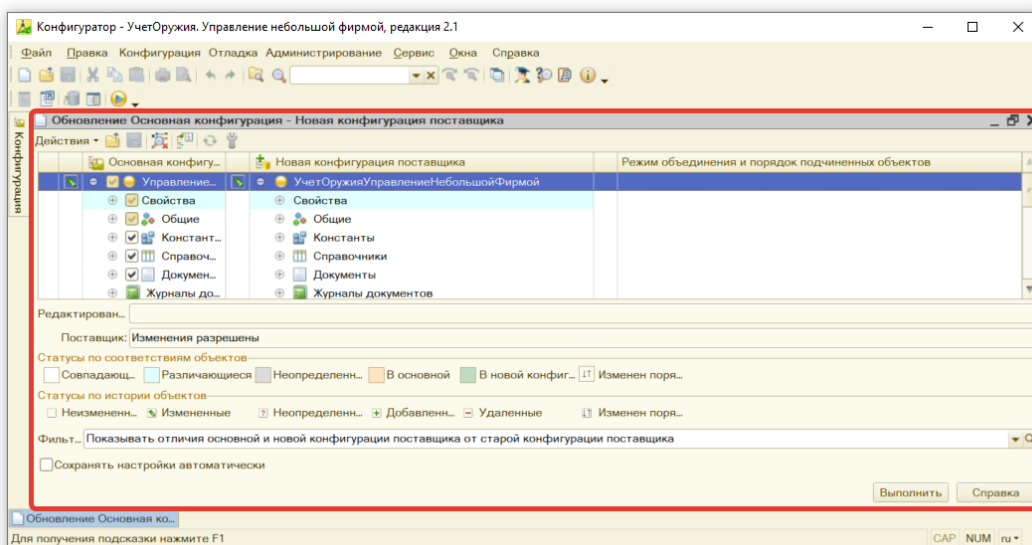 Конфигуратор - УчетОружия. Управление небольшой фирмой, редакция 2.1
Файл Правка Конфигурация Отладка Администрирование Сервис Окна Справка
Конфигурация
Обновление Основная конфигурация - Новая конфигурация поставщика
Действия
Основная конфигу... Новая конфигурация поставщика Режим объединения и порядок подчиненных объектов
Управление... УчетОружияУправлениеНебольшойФирмой
Свойства Свойства
Общие Общие
Констант... Константы
Справоч... Справочники
Докумен... Документы
Журналы до... Журналы документов
Редактирован...
Поставщик: Изменения разрешены
Статусы по соответствиям объектов
Совпадающ... Различающиеся Неопределенн... В основной В новой конфиг... Изменен поря...
Статусы по истории объектов
Неизмененн... Измененные Неопределенн... Добавленн... Удаленные Изменен поря...
Фильт... Показывать отличия основной и новой конфигурации поставщика от старой конфигурации поставщика
Сохранять настройки автоматически
Выполнить Справка
Обновление Основная ко...
Для получения подсказки нажмите F1 CAP NUM ru